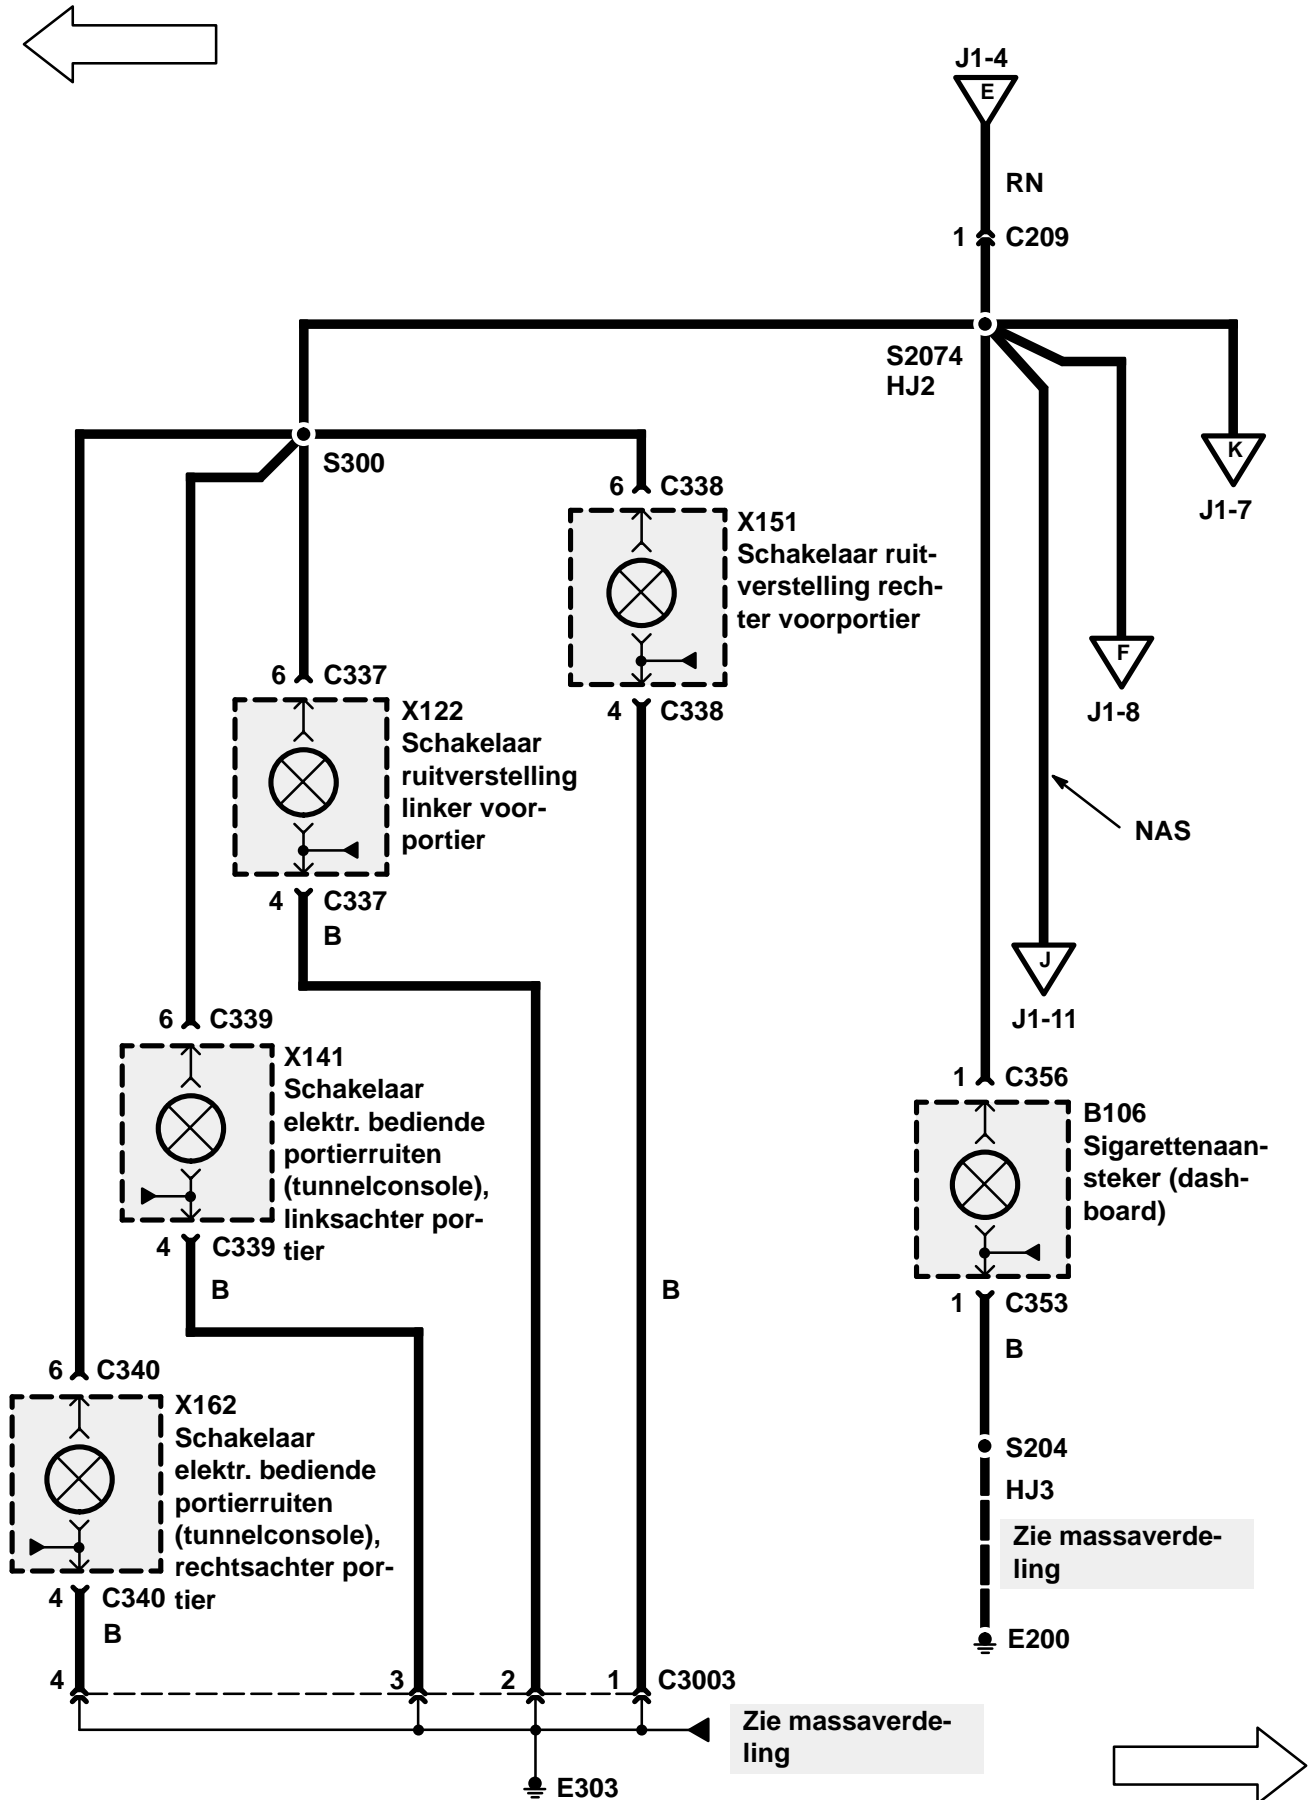 J1-4
E
RN
1 C209
S2074
HJ2
K
J1-7
S300
6 C338
X151
Schakelaar ruit-
verstelling rech-
ter voorportier
4 C338
F
J1-8
6 C337
X122
Schakelaar
ruitverstelling
linker voor-
portier
4 C337
B
NAS
J
J1-11
6 C339
X141
Schakelaar
elektr. bediende
portierruiten
(tunnelconsole),
linksachter por-
tier
4 C339
B
B
1 C356
B106
Sigarettenaan-
steker (dash-
board)
1 C353
B
6 C340
X162
Schakelaar
elektr. bediende
portierruiten
(tunnelconsole),
rechtsachter por-
tier
4 C340
B
S204
HJ3
Zie massaverde-
ling
E200
4 3 2 1 C3003
Zie massaverde-
ling
E303